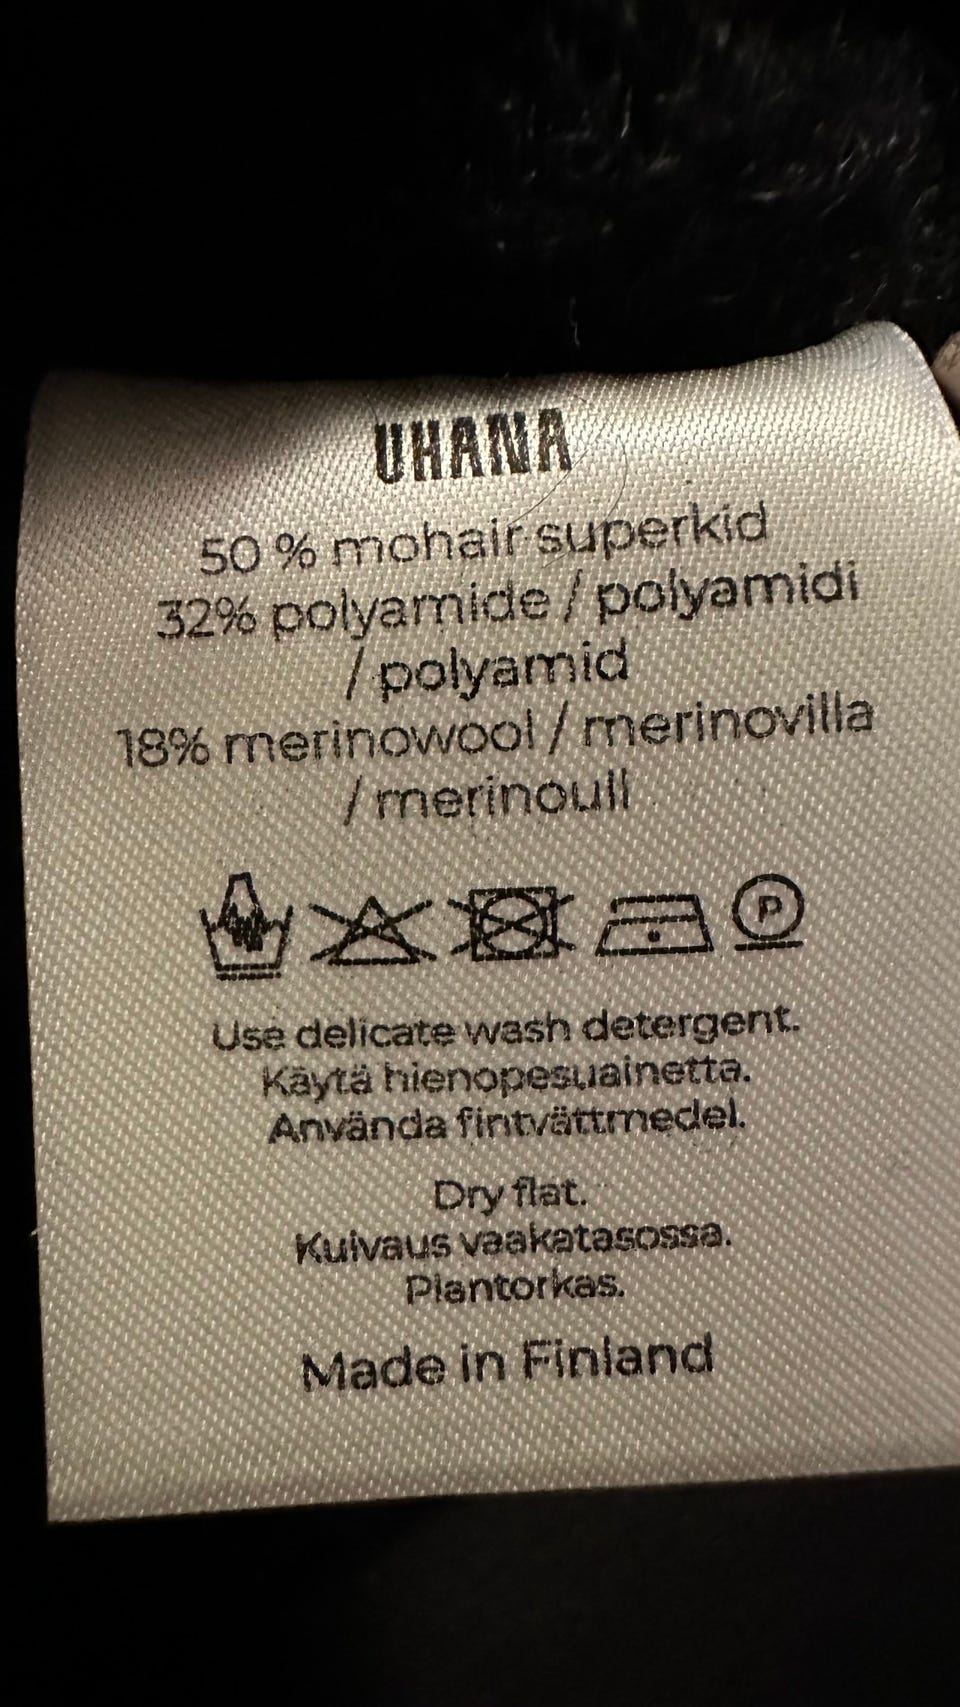 UHANA
50 % mohair superkid
32% polyamide / polyamidi
/ polyamid
18% merinowool / merinovilla
/ merinoull
P
Use delicate wash detergent.
Käytä hienopesuainetta.
Använda fintvättmedel.
Dry flat.
Kuivaus vaakatasossa.
Plantorkas.
Made in Finland